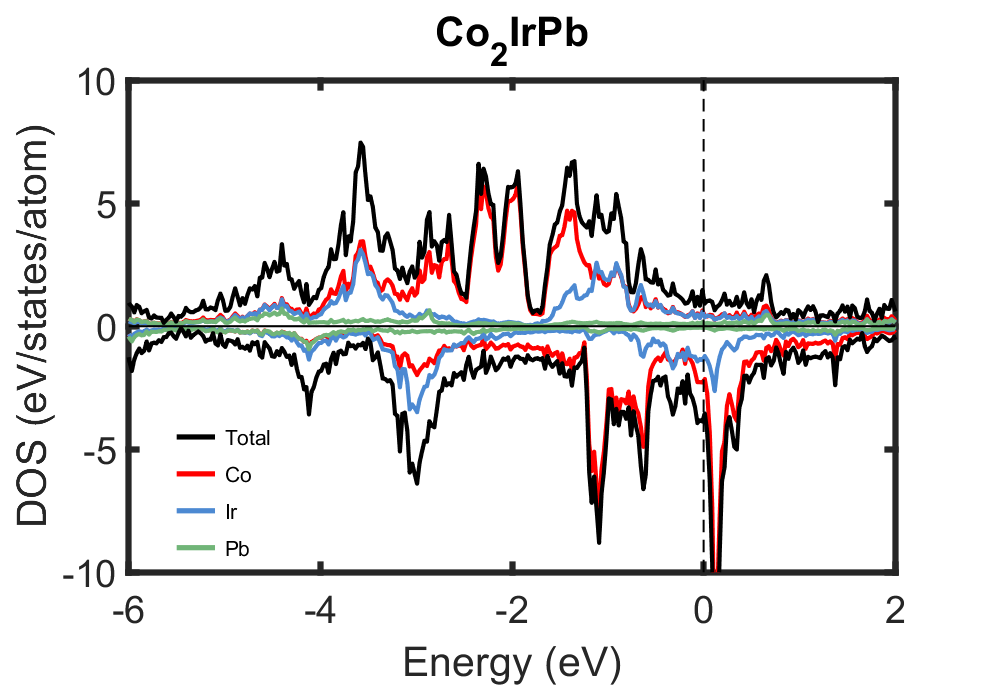 Co2IrPb
10
5
0
-5
-10
DOS (eV/states/atom)
Total
Co
Ir
Pb
-6 -4 -2 0 2
Energy (eV)